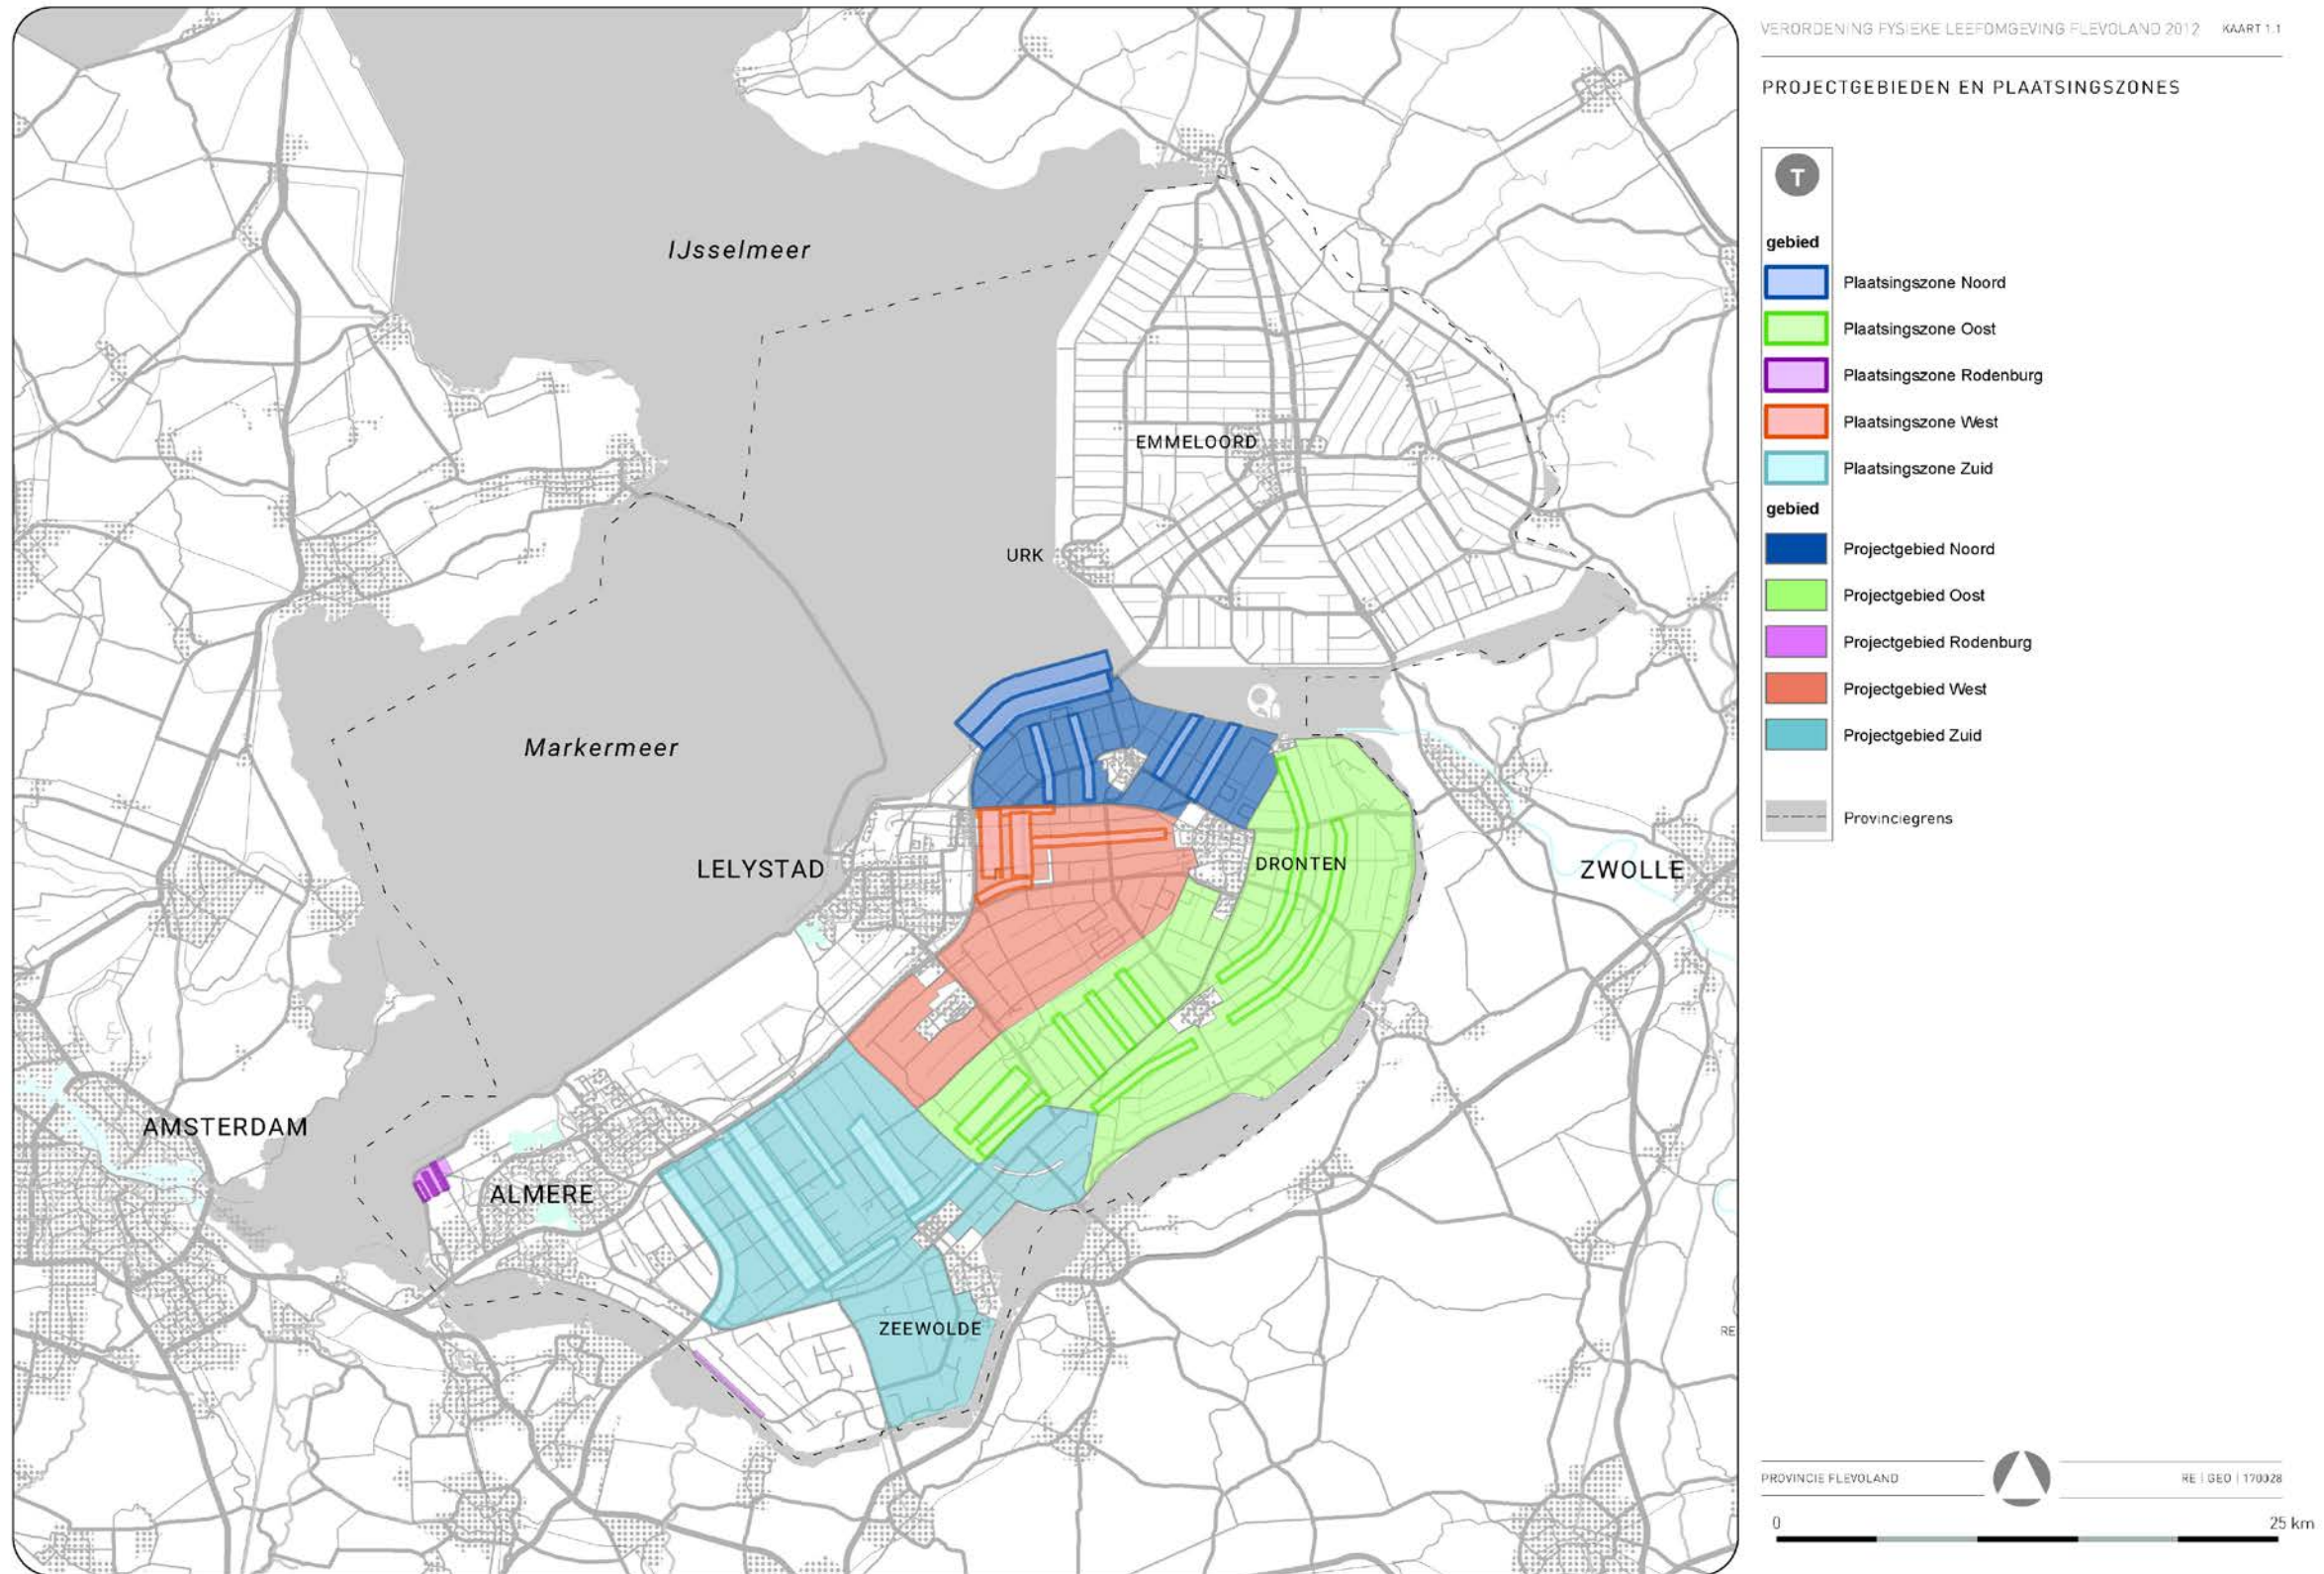 VERORDENING FYSIEKE LEEFOMGEVING FLEVOLAND 2012 KAART 1.1
PROJECTGEBIEDEN EN PLAATSINGSZONES
T
gebied
Plaatsingszone Noord
Plaatsingszone Oost
Plaatsingszone Rodenburg
Plaatsingszone West
Plaatsingszone Zuid
gebied
Projectgebied Noord
Projectgebied Oost
Projectgebied Rodenburg
Projectgebied West
Projectgebied Zuid
Provinciegrens
IJsselmeer
EMMELOORD
URK
Markermeer
LELYSTAD
DRONTEN
ZWOLLE
AMSTERDAM
ALMERE
ZEEWOLDE
RE
PROVINCIE FLEVOLAND
RE | GEO | 170328
0 25 km